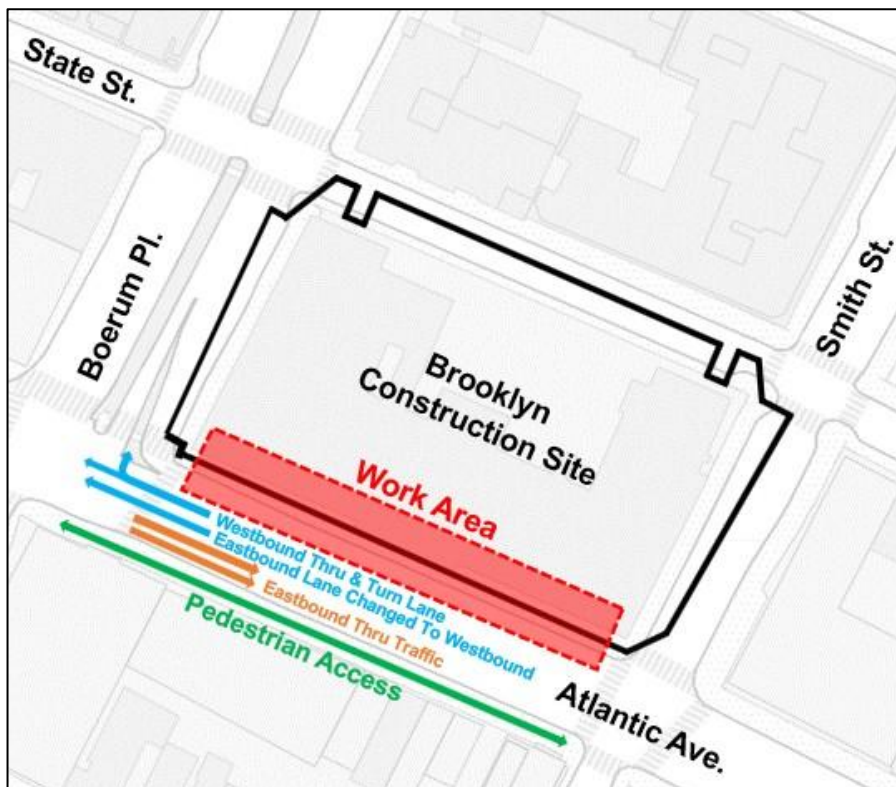 State St.
Boerum Pl.
Smith St.
Brooklyn
Construction Site
Work Area
Westbound Thru & Turn Lane
Eastbound Lane Changed To Westbound
Eastbound Thru Traffic
Pedestrian Access
Atlantic Ave.